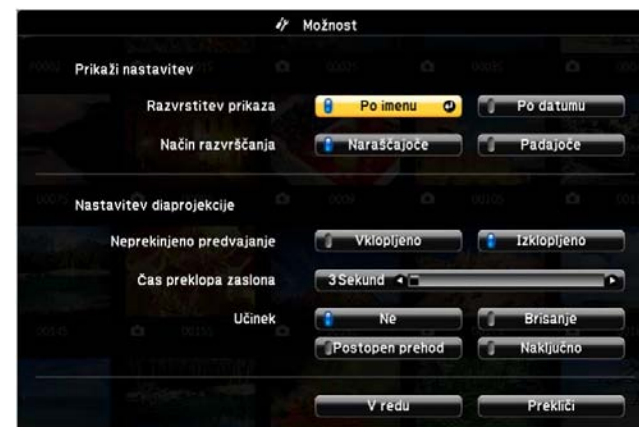 Možnost
Prikaži nastavitev
Razvrstitev prikaza Po imenu Po datumu
Način razvrščanja Naraščajoče Padajoče
Nastavitev diaprojekcije
Neprekinjeno predvajanje Vklopljeno Izklopljeno
Čas preklopa zaslona 3 Sekund
Učinek Ne Brisanje
Postopen prehod Naključno
V redu Prekliči